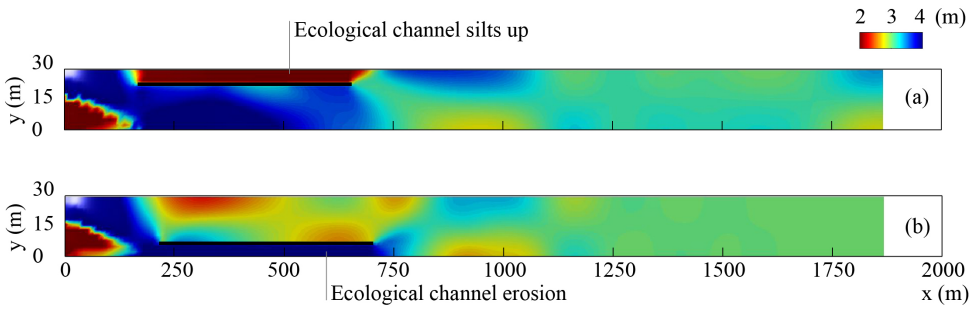 2 3 4 (m)
Ecological channel silts up
30
15
0
y (m)
(a)
30
15
0
y (m)
(b)
0 250 500 750 1000 1250 1500 1750 2000
x (m)
Ecological channel erosion